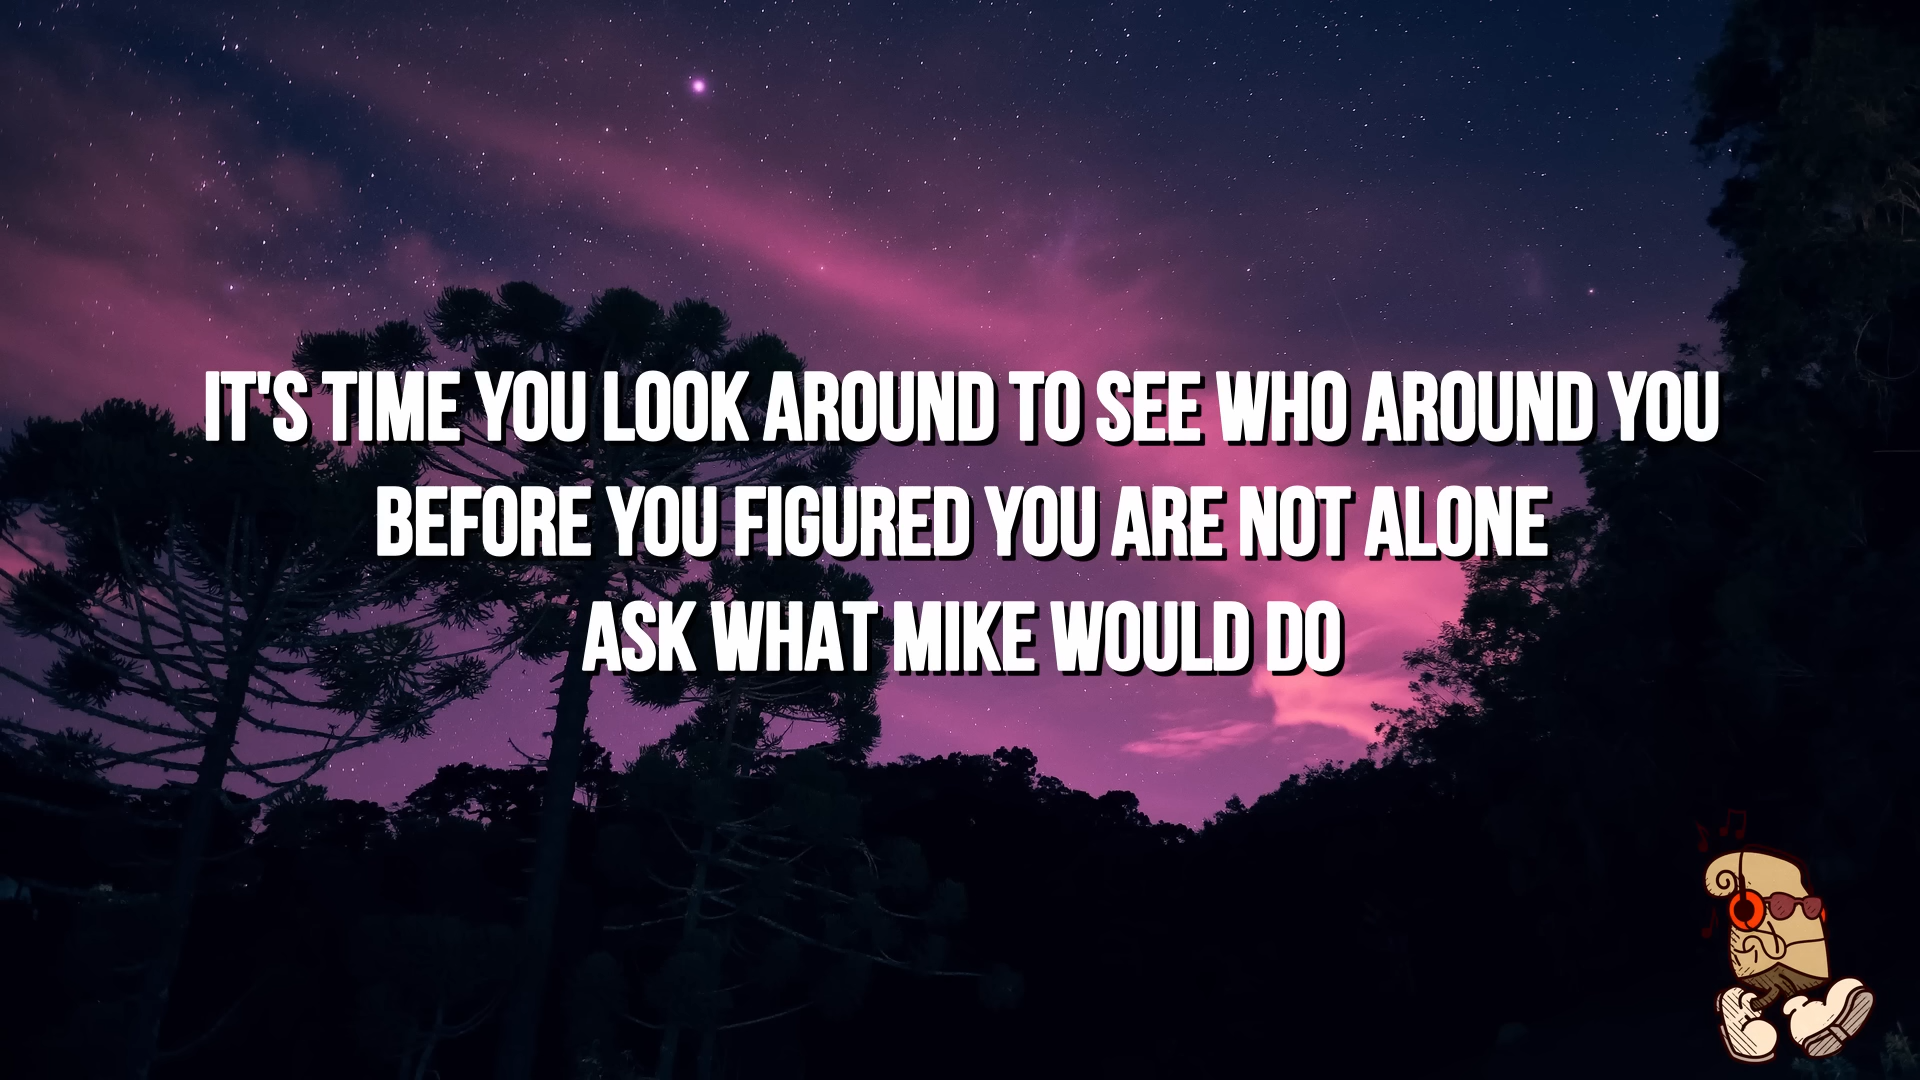 IT'S TIME YOU LOOK AROUND TO SEE WHO AROUND YOU
BEFORE YOU FIGURED YOU ARE NOT ALONE
ASK WHAT MIKE WOULD DO